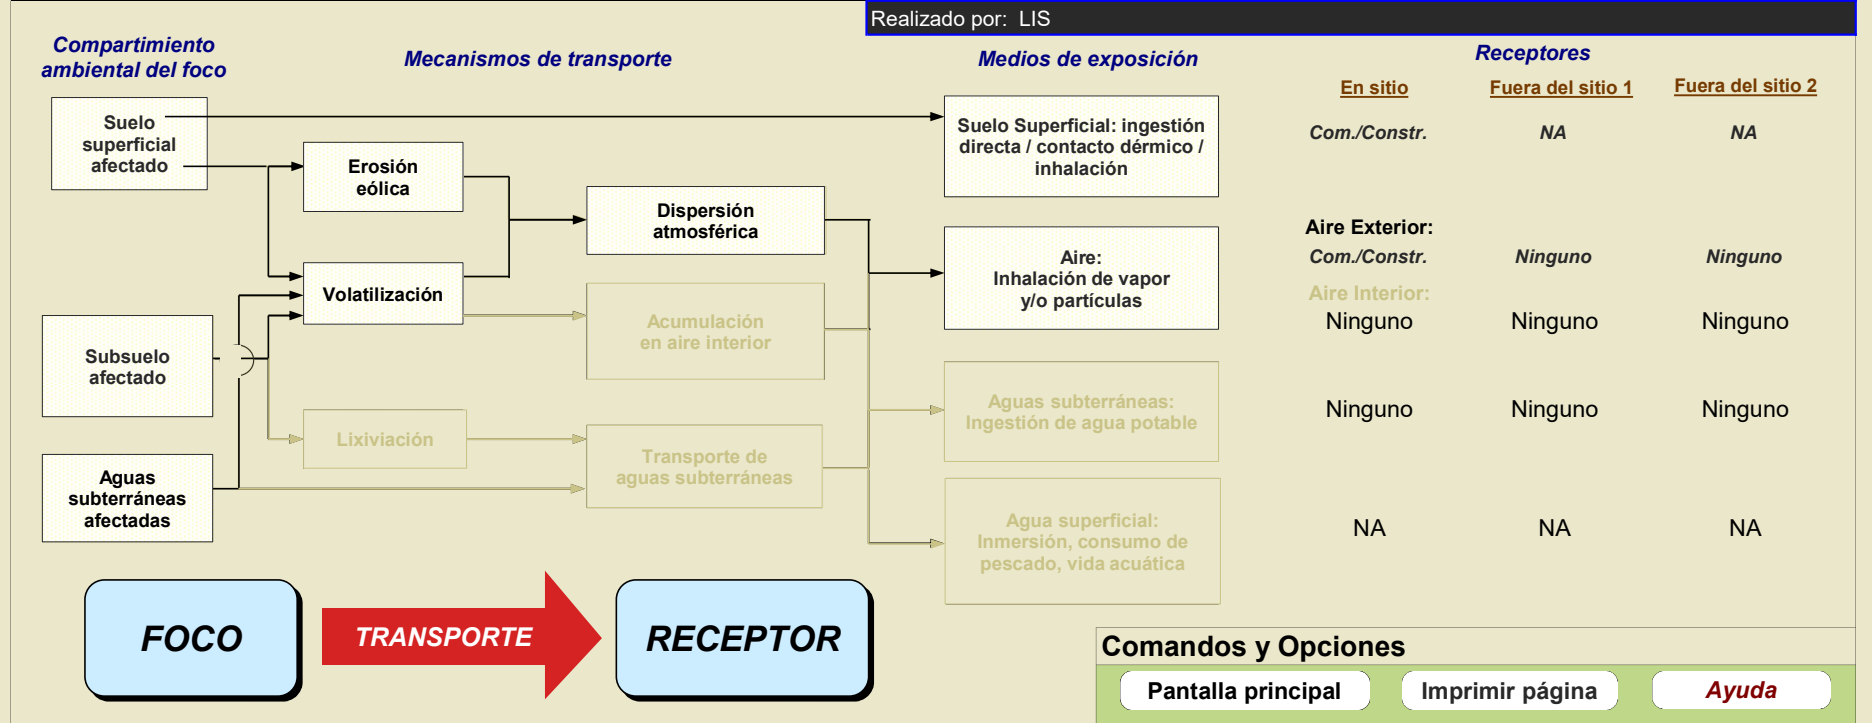 Realizado por: LIS
Compartimiento
ambiental del foco
Mecanismos de transporte
Medios de exposición
Receptores
En sitio
Fuera del sitio 1
Fuera del sitio 2
Suelo
superficial
afectado
Suelo Superficial: ingestión
directa / contacto dérmico /
inhalación
Com./Constr.
NA
NA
Erosión
eólica
Dispersión
atmosférica
Volatilización
Aire:
Inhalación de vapor
y/o partículas
Aire Exterior:
Com./Constr.
Ninguno
Ninguno
Aire Interior:
Ninguno
Ninguno
Ninguno
Acumulación
en aire interior
Subsuelo
afectado
Aguas subterráneas:
Ingestión de agua potable
Ninguno
Ninguno
Ninguno
Lixiviación
Transporte de
aguas subterráneas
Aguas
subterráneas
afectadas
Agua superficial:
Inmersión, consumo de
pescado, vida acuática
NA
NA
NA
FOCO
TRANSPORTE
RECEPTOR
Comandos y Opciones
Pantalla principal
Imprimir página
Ayuda